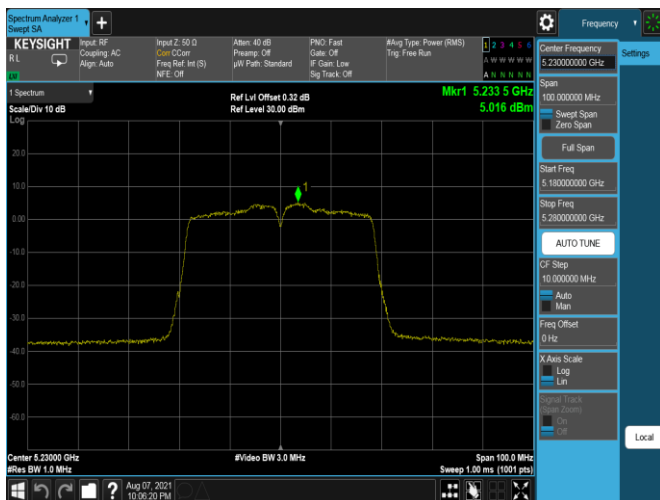 Spectrum Analyzer 1
Swept SA
Frequency
KEYSIGHT
R L
LU
Input: RF
Coupling: AC
Align: Auto
Input Z: 50 Ω
Corr CCorr
Freq Ref: Int (S)
NFE: Off
Atten: 40 dB
Preamp: Off
µW Path: Standard
PNO: Fast
Gate: Off
IF Gain: Low
Sig Track: Off
#Avg Type: Power (RMS)
Trig: Free Run
1 2 3 4 5 6
A W W W W W
A N N N N N
1 Spectrum
Scale/Div 10 dB
Log
Ref Lvl Offset 0.32 dB
Ref Level 30.00 dBm
Mkr1 5.233 5 GHz
5.016 dBm
1
20.0
10.0
0.00
-10.0
-20.0
-30.0
-40.0
-50.0
-60.0
Center 5.23000 GHz
#Res BW 1.0 MHz
#Video BW 3.0 MHz
Span 100.0 MHz
Sweep 1.00 ms (1001 pts)
Aug 07, 2021
10:06:20 PM
Center Frequency
5.230000000 GHz
Span
100.000000 MHz
Swept Span
Zero Span
Full Span
Start Freq
5.180000000 GHz
Stop Freq
5.280000000 GHz
AUTO TUNE
CF Step
10.000000 MHz
Auto
Man
Freq Offset
0 Hz
X Axis Scale
Log
Lin
Signal Track
(Span Zoom)
On
Off
Settings
Local